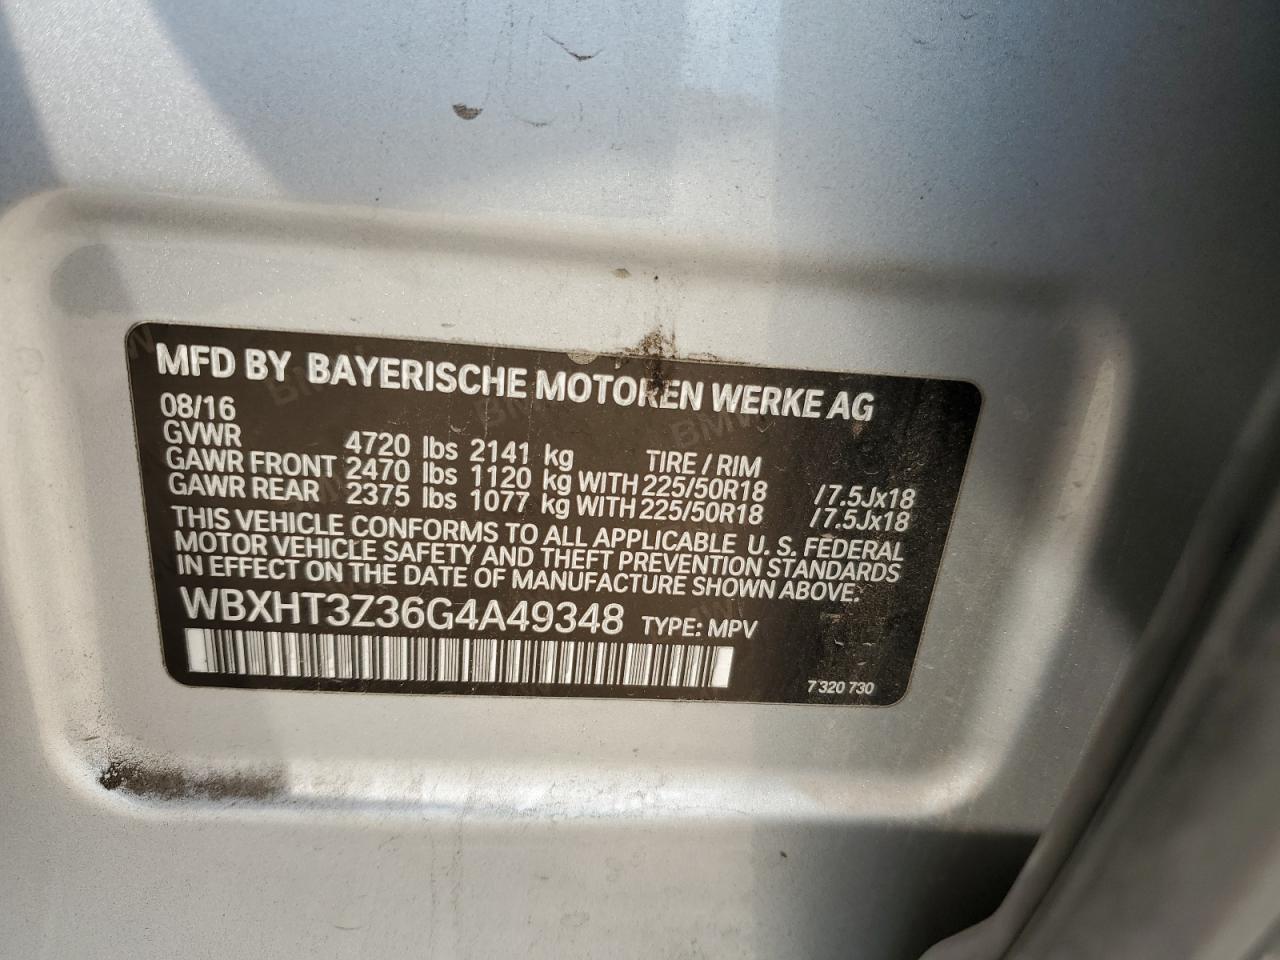 MFD BY BAYERISCHE MOTOREN WERKE AG
08/16
GVWR 4720 lbs 2141 kg TIRE / RIM
GAWR FRONT 2470 lbs 1120 kg WITH 225/50R18 /7.5Jx18
GAWR REAR 2375 lbs 1077 kg WITH 225/50R18 /7.5Jx18
THIS VEHICLE CONFORMS TO ALL APPLICABLE U. S. FEDERAL
MOTOR VEHICLE SAFETY AND THEFT PREVENTION STANDARDS
IN EFFECT ON THE DATE OF MANUFACTURE SHOWN ABOVE.
WBXHT3Z36G4A49348 TYPE: MPV
7 320 730